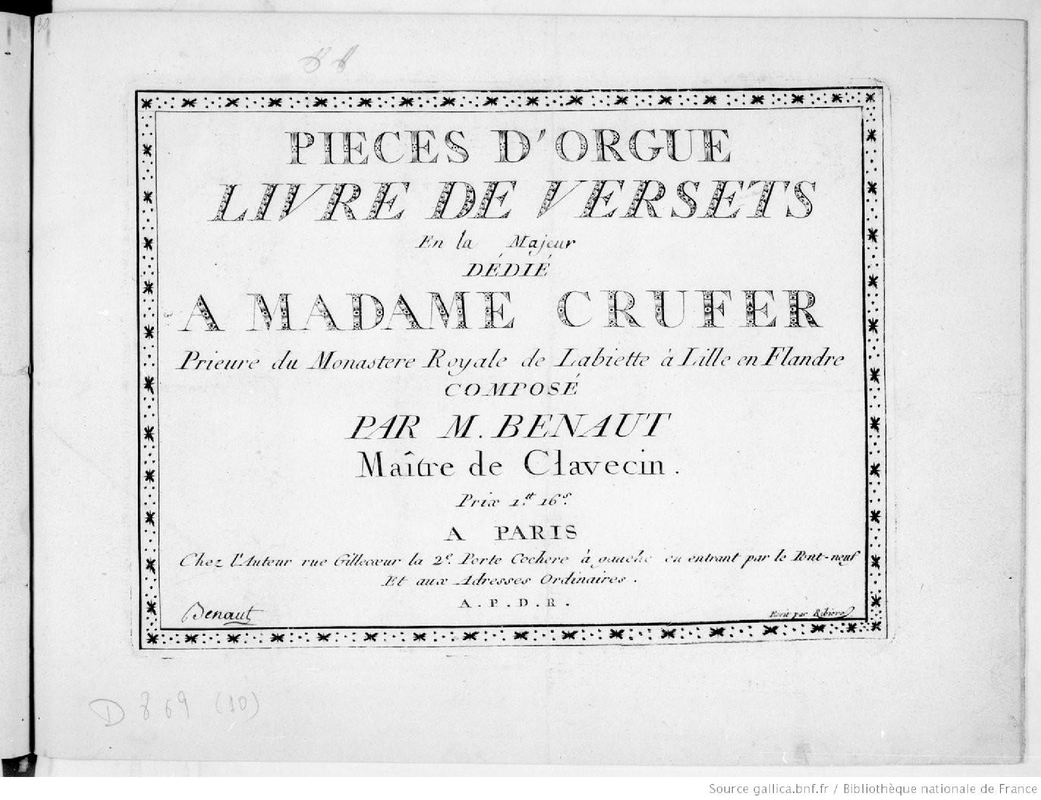 PIECES D'ORGUE
LIVRE DE VERSETS
En la Majeur
DÉDIÉ
A MADAME CRUFER
Prieure du Monastere Royale de Labiette à Lille en Flandre
COMPOSÉ
PAR M. BENAUT
Maître de Clavecin.
Prix 1.tt 16.s
A PARIS
Chez l'Auteur rue Gillecœur la 2.e Porte Cochere à gauche en entrant par le Pont-neuf
Et aux Adresses Ordinaires.
A.P.D.R.
Benaut
Ecrit par Ribiere
D 869 (10)
Source gallica.bnf.fr / Bibliothèque nationale de France